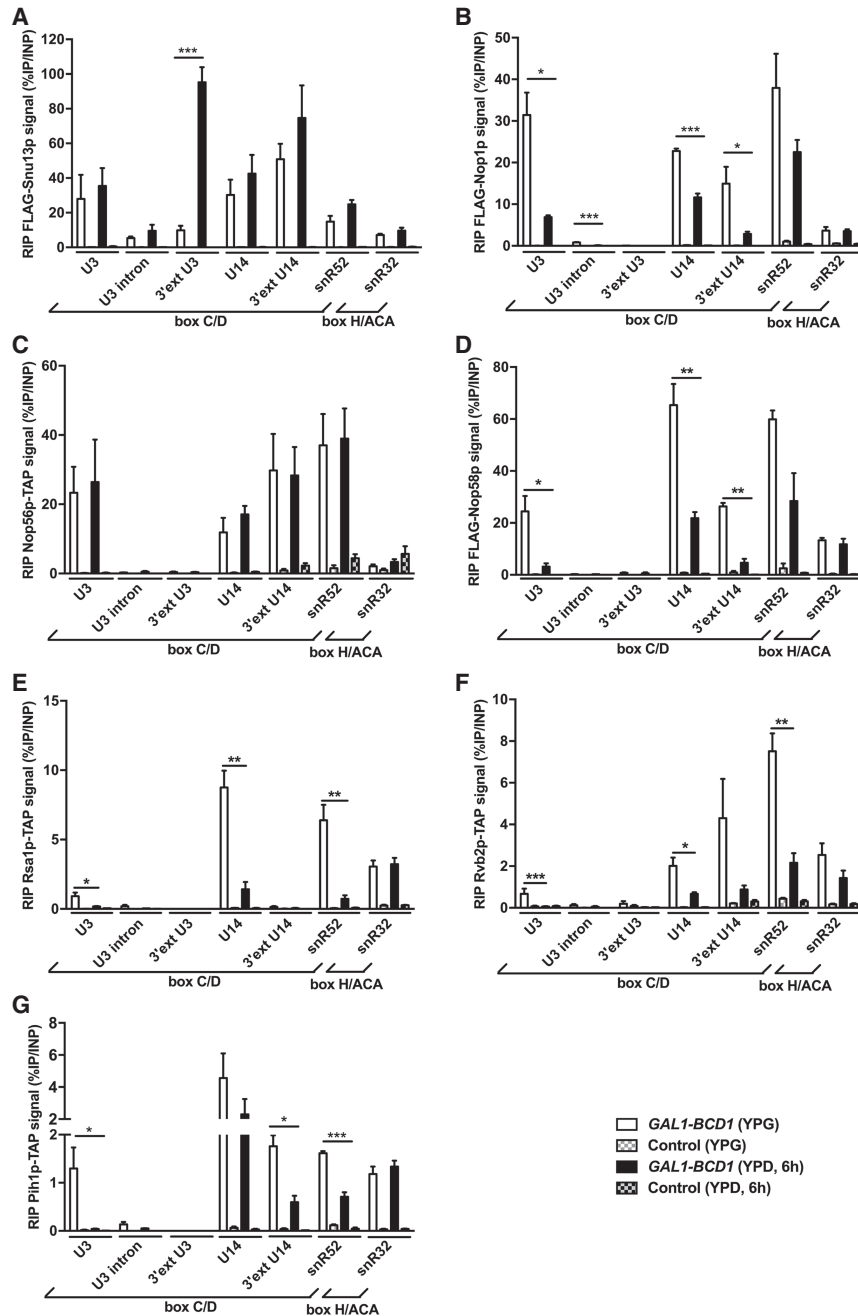 A
RIP FLAG-Snu13p signal (%IP/INP)
120
100
80
60
40
20
0
***
U3
U3 intron
3'ext U3
U14
3'ext U14
snR52
snR32
box C/D
box H/ACA
B
RIP FLAG-Nop1p signal (%IP/INP)
50
40
30
20
10
0
*
***
***
*
U3
U3 intron
3'ext U3
U14
3'ext U14
snR52
snR32
box C/D
box H/ACA
C
RIP Nop56p-TAP signal (%IP/INP)
60
40
20
0
U3
U3 intron
3'ext U3
U14
3'ext U14
snR52
snR32
box C/D
box H/ACA
D
RIP FLAG-Nop58p signal (%IP/INP)
80
60
40
20
0
*
**
**
U3
U3 intron
3'ext U3
U14
3'ext U14
snR52
snR32
box C/D
box H/ACA
E
RIP Rsa1p-TAP signal (%IP/INP)
15
10
5
0
*
**
**
U3
U3 intron
3'ext U3
U14
3'ext U14
snR52
snR32
box C/D
box H/ACA
F
RIP Rvb2p-TAP signal (%IP/INP)
10
8
6
4
2
0
***
*
**
U3
U3 intron
3'ext U3
U14
3'ext U14
snR52
snR32
box C/D
box H/ACA
G
RIP Pih1p-TAP signal (%IP/INP)
8
6
4
2
2
1
0
*
*
***
U3
U3 intron
3'ext U3
U14
3'ext U14
snR52
snR32
box C/D
box H/ACA
GAL1-BCD1 (YPG)
Control (YPG)
GAL1-BCD1 (YPD, 6h)
Control (YPD, 6h)